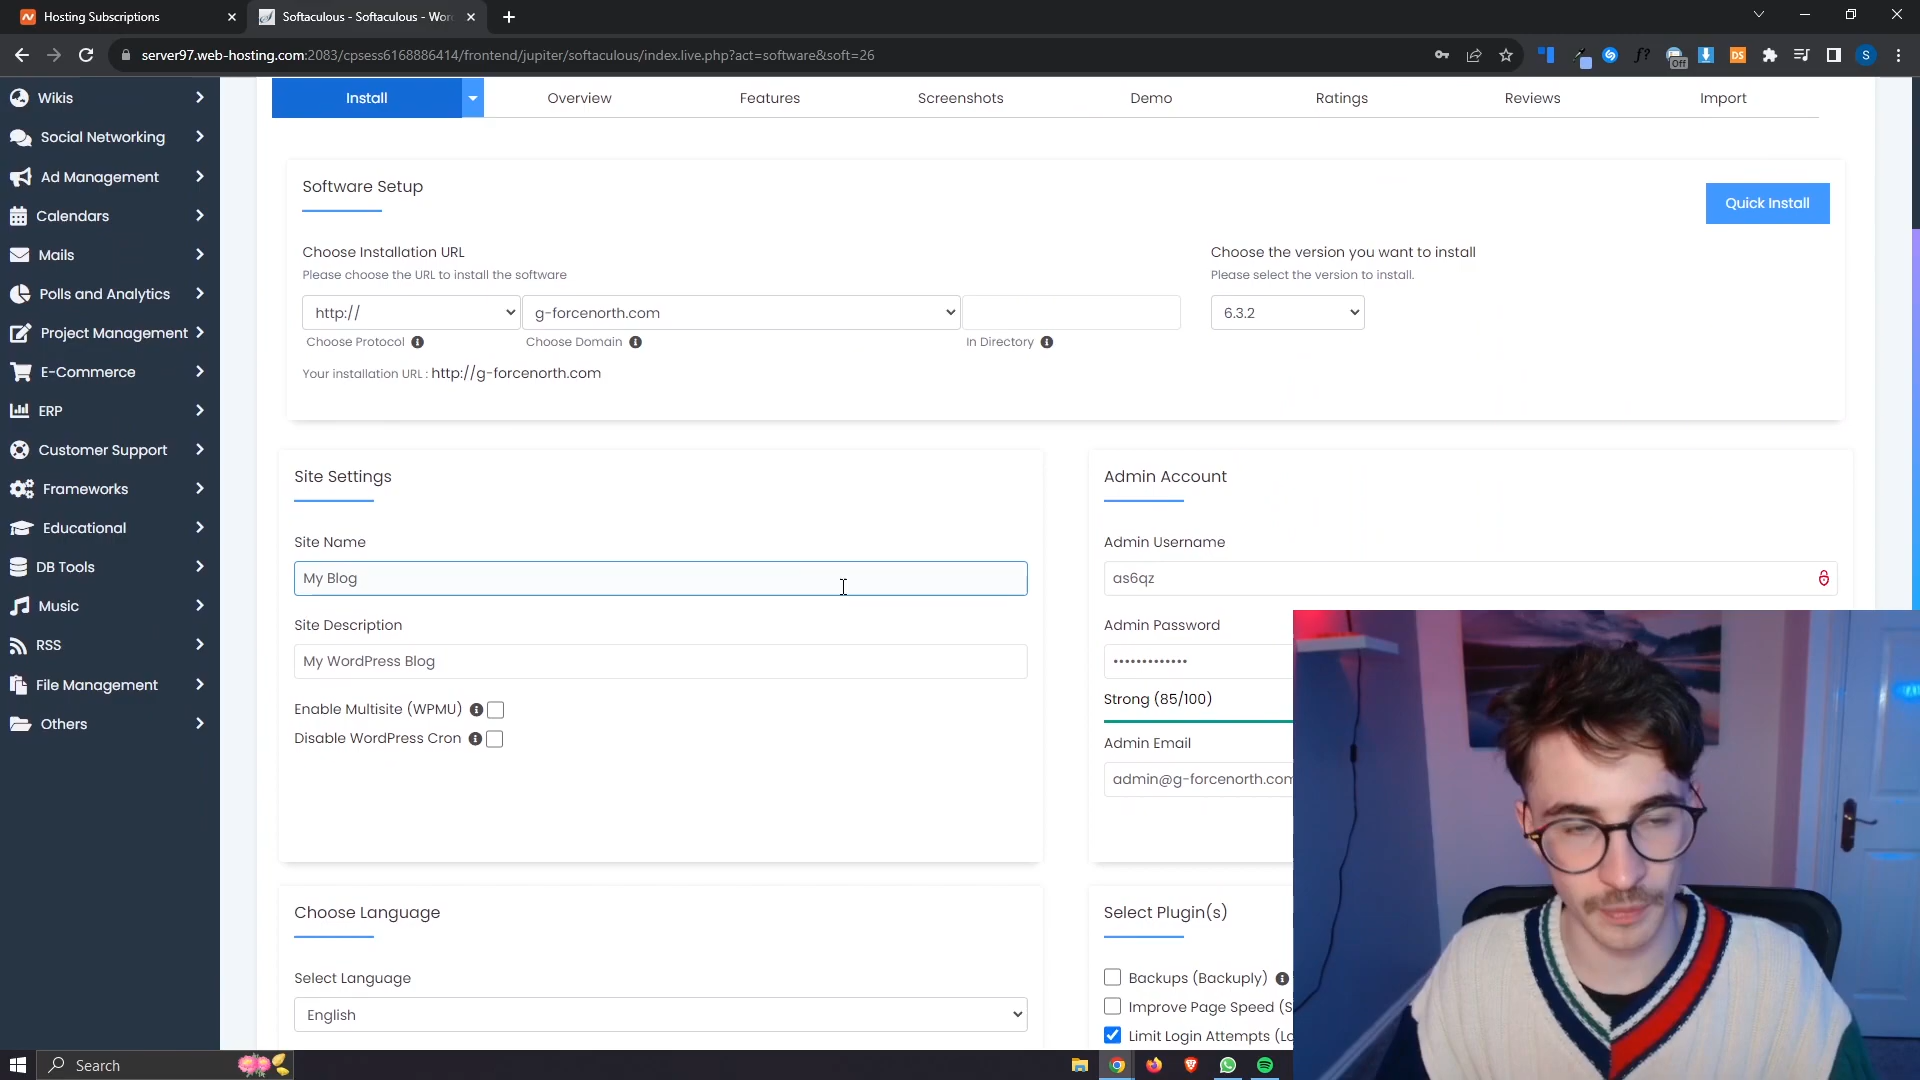 Hosting Subscriptions
Softaculous - Softaculous - Wor
server97.web-hosting.com:2083/cpsess6168886414/frontend/jupiter/softaculous/index.live.php?act=software&soft=26
Off
DS
S
Wikis
Social Networking
Ad Management
Calendars
Mails
Polls and Analytics
Project Management
E-Commerce
ERP
Customer Support
Frameworks
Educational
DB Tools
Music
RSS
File Management
Others
Install
Overview
Features
Screenshots
Demo
Ratings
Reviews
Import
Software Setup
Quick Install
Choose Installation URL
Please choose the URL to install the software
http://
g-forcenorth.com
Choose Protocol
Choose Domain
In Directory
Your installation URL : http://g-forcenorth.com
Choose the version you want to install
Please select the version to install.
6.3.2
Site Settings
Site Name
My Blog
Site Description
My WordPress Blog
Enable Multisite (WPMU)
Disable WordPress Cron
Admin Account
Admin Username
as6qz
Admin Password
•••••••••••••
Strong (85/100)
Admin Email
admin@g-forcenorth.com
Choose Language
Select Language
English
Select Plugin(s)
Backups (Backuply)
Improve Page Speed (S
Limit Login Attempts (Lo
Search